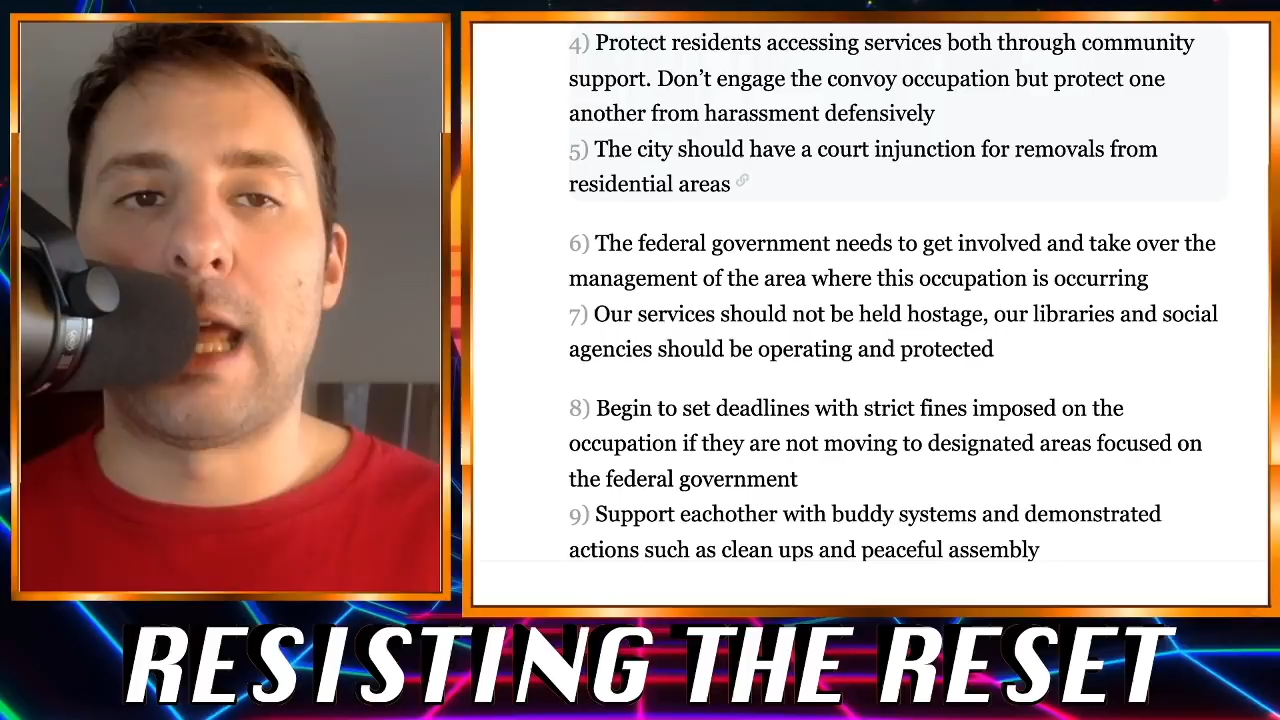 4) Protect residents accessing services both through community
support. Don’t engage the convoy occupation but protect one
another from harassment defensively
5) The city should have a court injunction for removals from
residential areas
6) The federal government needs to get involved and take over the
management of the area where this occupation is occurring
7) Our services should not be held hostage, our libraries and social
agencies should be operating and protected
8) Begin to set deadlines with strict fines imposed on the
occupation if they are not moving to designated areas focused on
the federal government
9) Support eachother with buddy systems and demonstrated
actions such as clean ups and peaceful assembly
RESISTING THE RESET